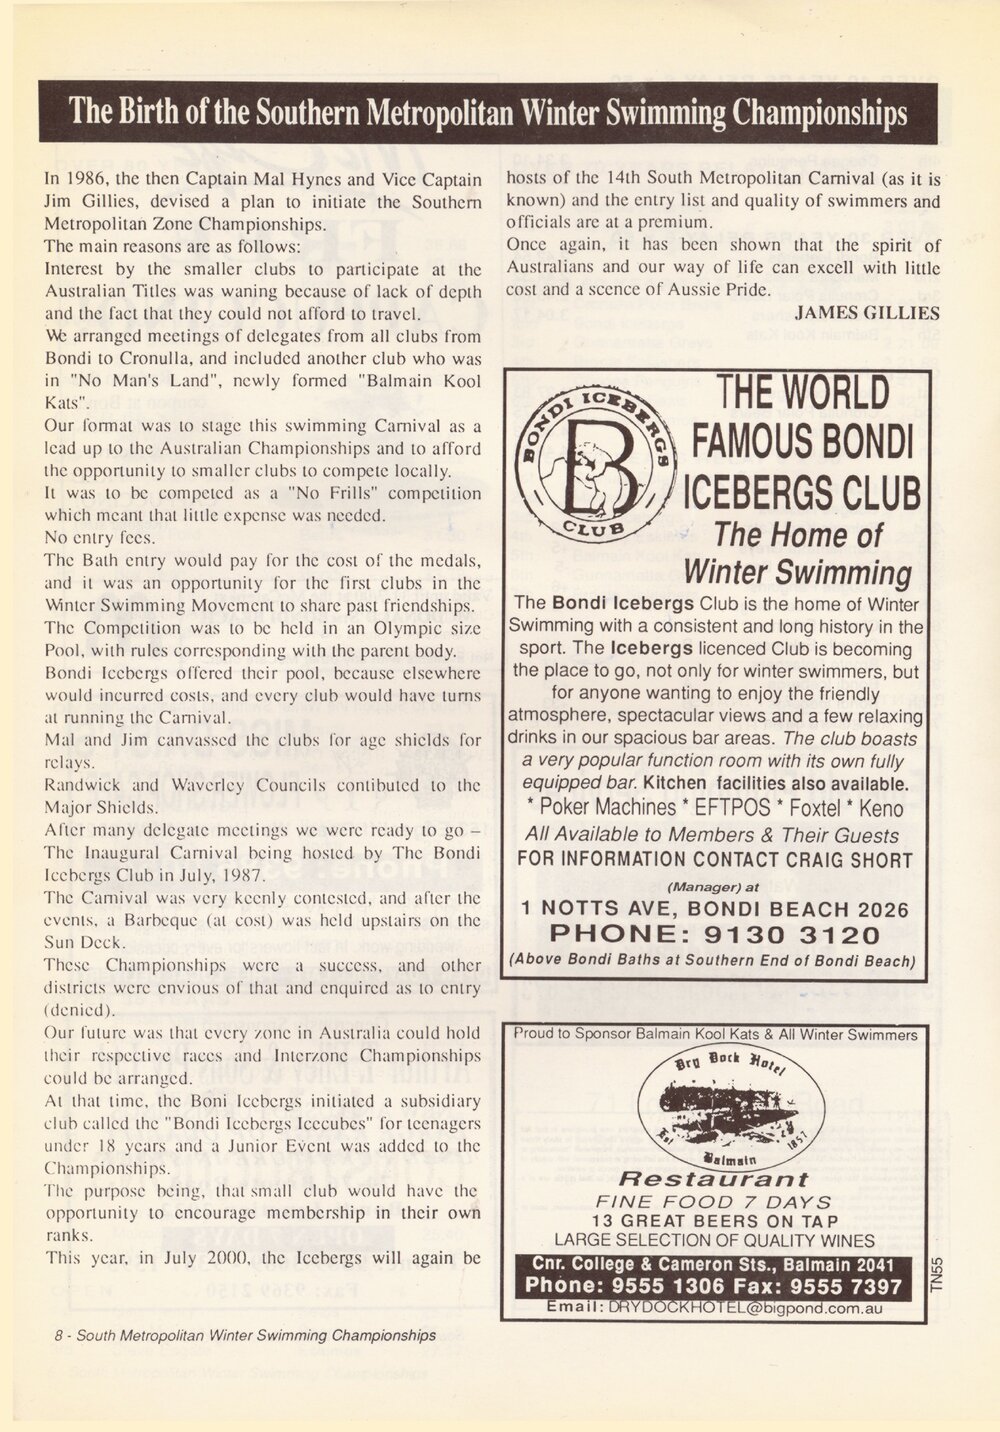 The Birth of the Southern Metropolitan Winter Swimming Championships
In 1986, the then Captain Mal Hynes and Vice Captain
Jim Gillies, devised a plan to initiate the Southern
Metropolitan Zone Championships.
The main reasons are as follows:
Interest by the smaller clubs to participate at the
Australian Titles was waning because of lack of depth
and the fact that they could not afford to travel.
We arranged meetings of delegates from all clubs from
Bondi to Cronulla, and included another club who was
in "No Man's Land", newly formed "Balmain Kool
Kats".
Our format was to stage this swimming Carnival as a
lead up to the Australian Championships and to afford
the opportunity to smaller clubs to compete locally.
It was to be competed as a "No Frills" competition
which meant that little expense was needed.
No entry fees.
The Bath entry would pay for the cost of the medals,
and it was an opportunity for the first clubs in the
Winter Swimming Movement to share past friendships.
The Competition was to be held in an Olympic size
Pool, with rules corresponding with the parent body.
Bondi Icebergs offered their pool, because elsewhere
would incurred costs, and every club would have turns
at running the Carnival.
Mal and Jim canvassed the clubs for age shields for
relays.
Randwick and Waverley Councils contibuted to the
Major Shields.
After many delegate meetings we were ready to go –
The Inaugural Carnival being hosted by The Bondi
Icebergs Club in July, 1987.
The Carnival was very keenly contested, and after the
events, a Barbeque (at cost) was held upstairs on the
Sun Deck.
These Championships were a success, and other
districts were envious of that and enquired as to entry
(denied).
Our future was that every zone in Australia could hold
their respective races and Interzone Championships
could be arranged.
At that time, the Boni Icebergs initiated a subsidiary
club called the "Bondi Icebergs Icecubes" for teenagers
under 18 years and a Junior Event was added to the
Championships.
The purpose being, that small club would have the
opportunity to encourage membership in their own
ranks.
This year, in July 2000, the Icebergs will again be
hosts of the 14th South Metropolitan Carnival (as it is
known) and the entry list and quality of swimmers and
officials are at a premium.
Once again, it has been shown that the spirit of
Australians and our way of life can excell with little
cost and a scence of Aussie Pride.
JAMES GILLIES
BONDI ICEBERGS
B
CLUB
THE WORLD
FAMOUS BONDI
ICEBERGS CLUB
The Home of
Winter Swimming
The Bondi Icebergs Club is the home of Winter
Swimming with a consistent and long history in the
sport. The Icebergs licenced Club is becoming
the place to go, not only for winter swimmers, but
for anyone wanting to enjoy the friendly
atmosphere, spectacular views and a few relaxing
drinks in our spacious bar areas. The club boasts
a very popular function room with its own fully
equipped bar. Kitchen facilities also available.
* Poker Machines * EFTPOS * Foxtel * Keno
All Available to Members & Their Guests
FOR INFORMATION CONTACT CRAIG SHORT
(Manager) at
1 NOTTS AVE, BONDI BEACH 2026
PHONE: 9130 3120
(Above Bondi Baths at Southern End of Bondi Beach)
Proud to Sponsor Balmain Kool Kats & All Winter Swimmers
Dry Dock Hotel
Est 1857
Balmain
Restaurant
FINE FOOD 7 DAYS
13 GREAT BEERS ON TAP
LARGE SELECTION OF QUALITY WINES
Cnr. College & Cameron Sts., Balmain 2041
Phone: 9555 1306 Fax: 9555 7397
Email: DRYDOCKHOTEL@bigpond.com.au
TN55
8 - South Metropolitan Winter Swimming Championships